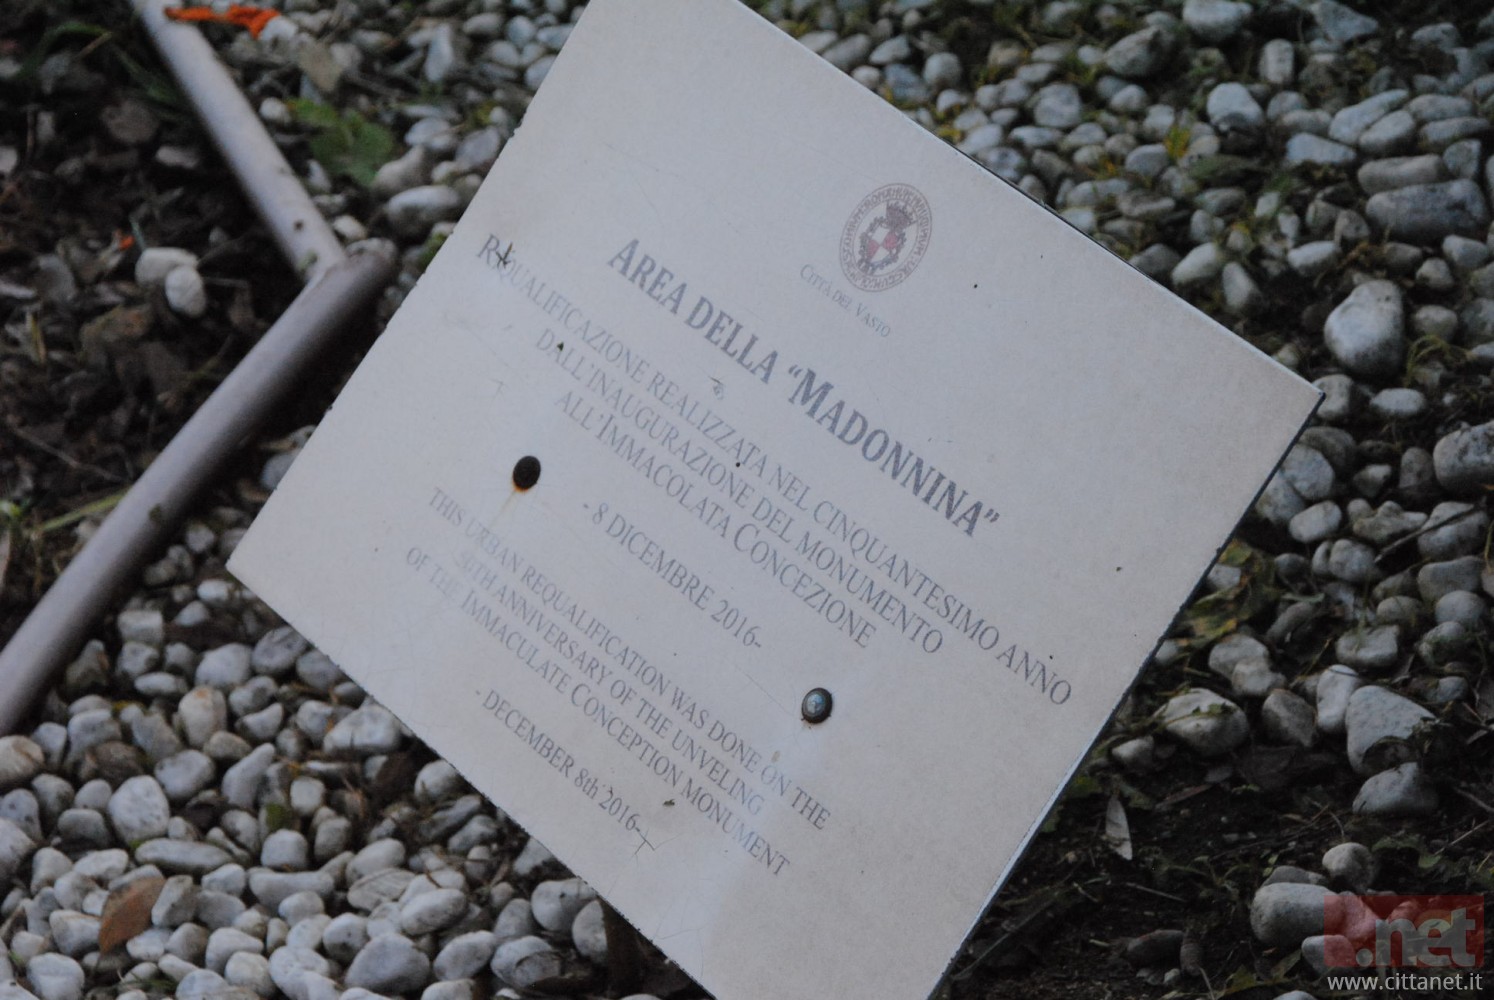 CITTÀ DEL VASTO
AREA DELLA “MADONNINA”
RIQUALIFICAZIONE REALIZZATA NEL CINQUANTESIMO ANNO
DALL'INAUGURAZIONE DEL MONUMENTO
ALL'IMMACOLATA CONCEZIONE
- 8 DICEMBRE 2016-
THIS URBAN REQUALIFICATION WAS DONE ON THE
50TH ANNIVERSARY OF THE UNVELING
OF THE IMMACULATE CONCEPTION MONUMENT
- DECEMBER 8th 2016-
.net
www.cittanet.it